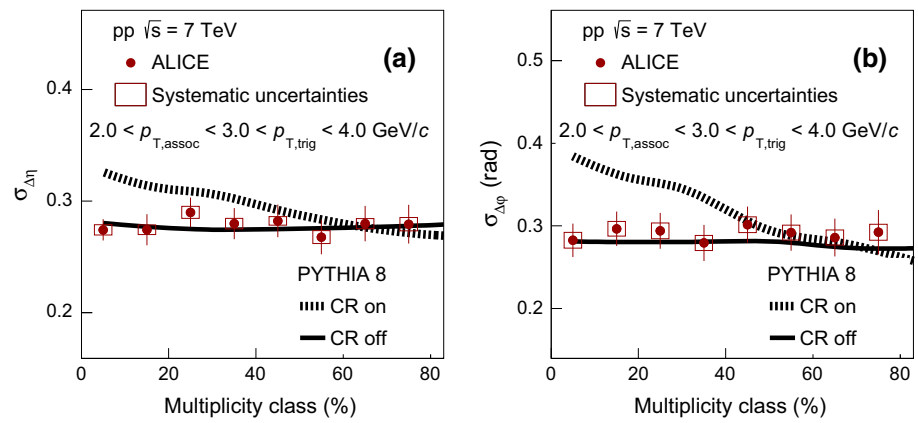 pp √s = 7 TeV
(a)
ALICE
Systematic uncertainties
2.0 < pT,assoc < 3.0 < pT,trig < 4.0 GeV/c
0.4
0.3
0.2
σΔη
PYTHIA 8
CR on
CR off
0 20 40 60 80
Multiplicity class (%)
pp √s = 7 TeV
(b)
ALICE
Systematic uncertainties
2.0 < pT,assoc < 3.0 < pT,trig < 4.0 GeV/c
0.5
0.4
0.3
0.2
σΔφ (rad)
PYTHIA 8
CR on
CR off
0 20 40 60 80
Multiplicity class (%)